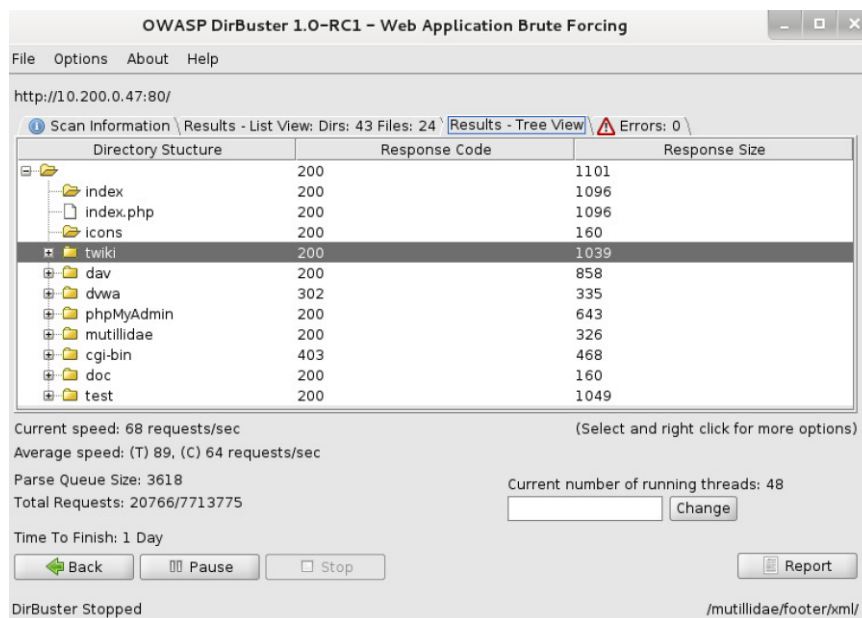 OWASP DirBuster 1.0-RC1 - Web Application Brute Forcing
File Options About Help
http://10.200.0.47:80/
Scan Information Results - List View: Dirs: 43 Files: 24 Results - Tree View Errors: 0
Directory Stucture Response Code Response Size
200 1101
index 200 1096
index.php 200 1096
icons 200 160
twiki 200 1039
dav 200 858
dvwa 302 335
phpMyAdmin 200 643
mutillidae 200 326
cgi-bin 403 468
doc 200 160
test 200 1049
Current speed: 68 requests/sec (Select and right click for more options)
Average speed: (T) 89, (C) 64 requests/sec
Parse Queue Size: 3618
Current number of running threads: 48
Total Requests: 20766/7713775
Change
Time To Finish: 1 Day
Back Pause Stop Report
DirBuster Stopped /mutillidae/footer/xml/